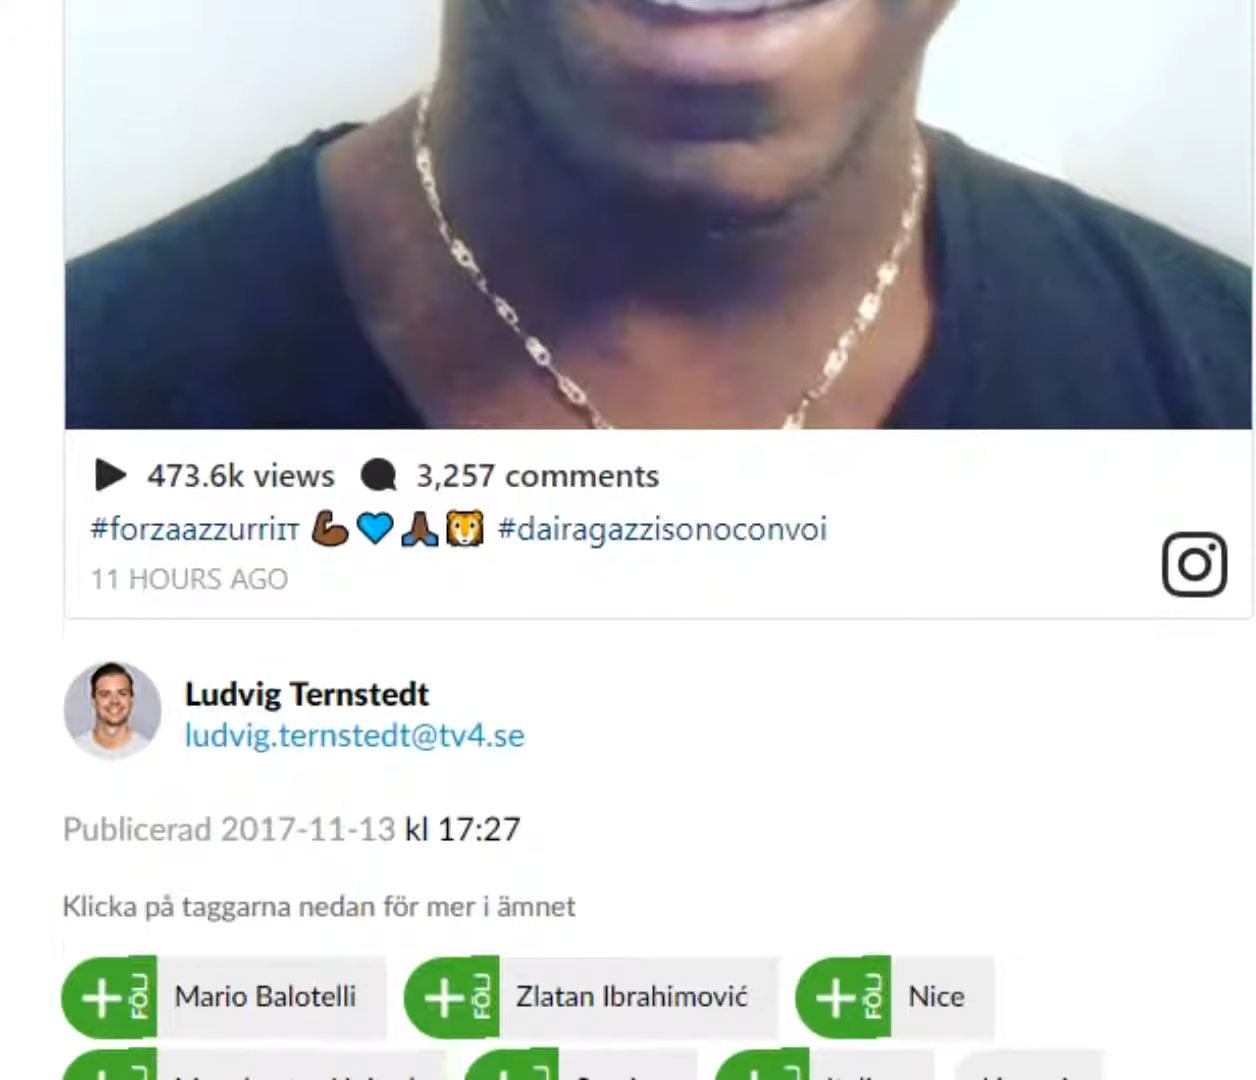 473.6k views 3,257 comments
#forzaazzurriıт 💪🏾💙🙏🏾🦁 #dairagazzisonoconvoi
11 HOURS AGO
Ludvig Ternstedt
ludvig.ternstedt@tv4.se
Publicerad 2017-11-13 kl 17:27
Klicka på taggarna nedan för mer i ämnet
FÖLJ Mario Balotelli FÖLJ Zlatan Ibrahimović FÖLJ Nice